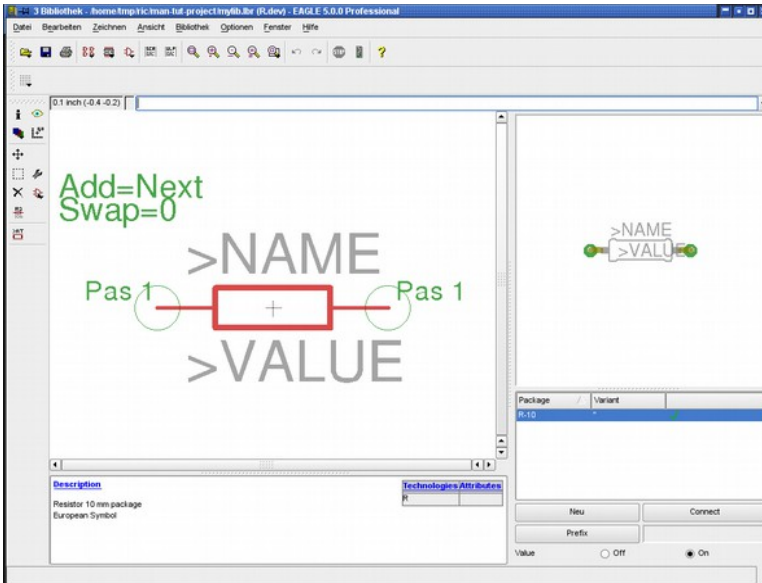 3 Bibliothek - /home/tmp/ric/man-tut-project/mylib.lbr (R.dev) - EAGLE 5.0.0 Professional
Datei Bearbeiten Zeichnen Ansicht Bibliothek Optionen Fenster Hilfe
0.1 inch (-0.4 -0.2)
Add=Next
Swap=0
>NAME
Pas 1 Pas 1
>VALUE
>NAME
>VALUE
Package Variant
R-10 ''
Description
Resistor 10 mm package
European Symbol
Technologies Attributes
R
Neu Connect
Prefix
Value Off On